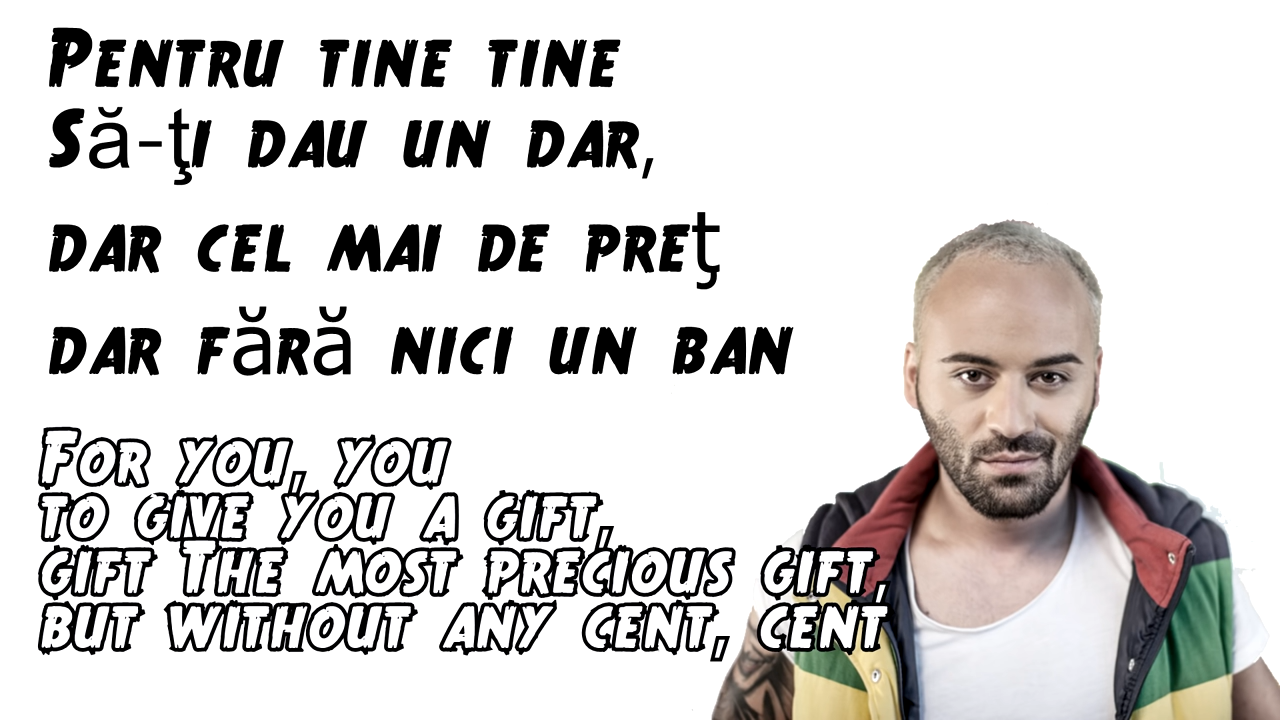 Pentru tine tine
Să-ţi dau un dar,
dar cel mai de preţ
dar fără nici un ban
For you, you
to give you a gift,
gift The most precious gift,
but without any cent, cent